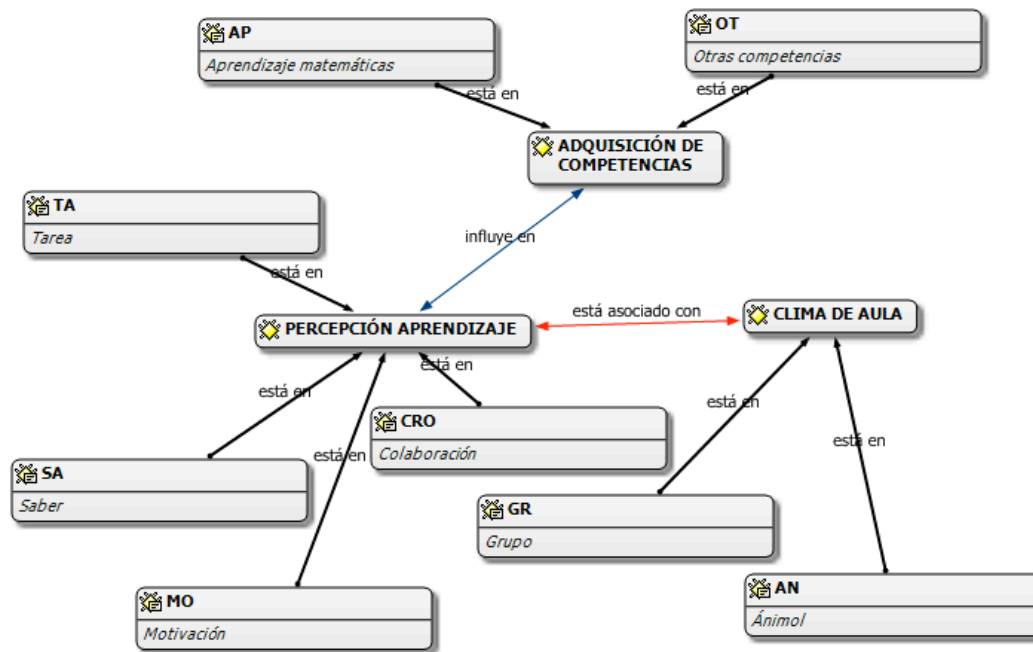 AP
Aprendizaje matemáticas
OT
Otras competencias
está en
está en
ADQUISICIÓN DE
COMPETENCIAS
TA
Tarea
influye en
está en
PERCEPCIÓN APRENDIZAJE
está asociado con
CLIMA DE AULA
está en
está en
CRO
Colaboración
está en
está en
está en
SA
Saber
GR
Grupo
MO
Motivación
AN
Ánimol